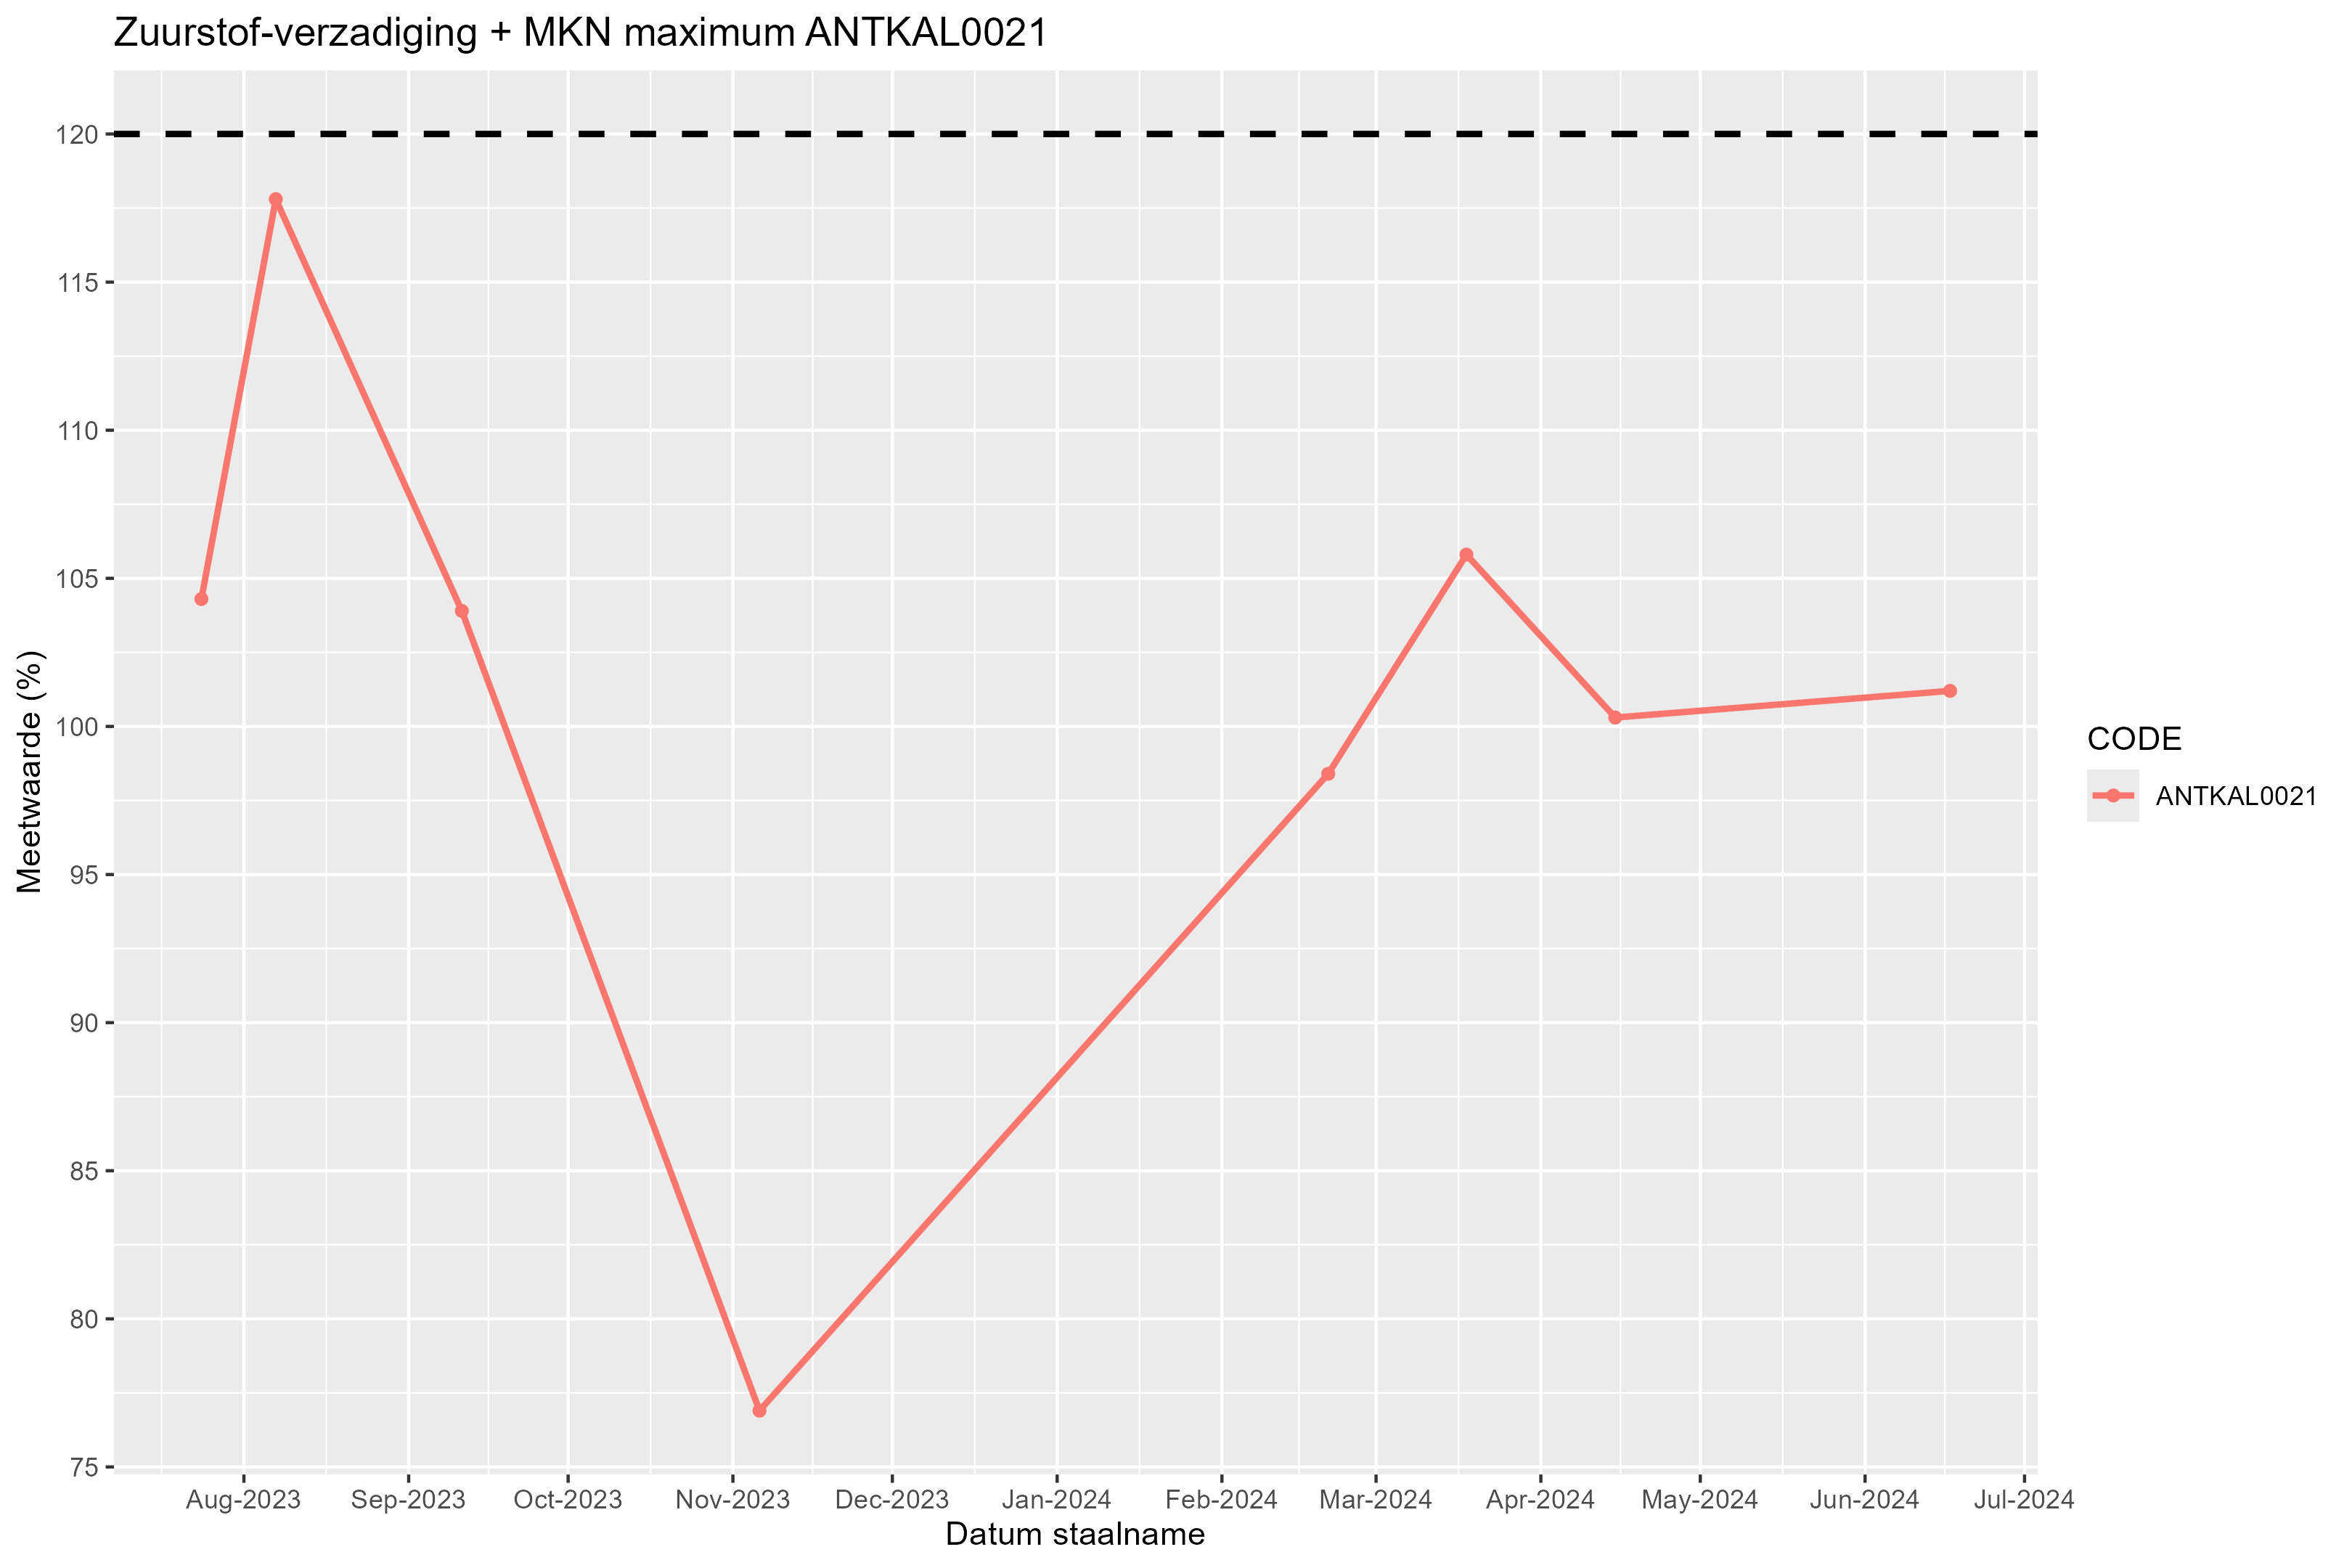 Zuurstof-verzadiging + MKN maximum ANTKAL0021
120
115
110
105
100
95
90
85
80
75
Meetwaarde (%)
Aug-2023 Sep-2023 Oct-2023 Nov-2023 Dec-2023 Jan-2024 Feb-2024 Mar-2024 Apr-2024 May-2024 Jun-2024 Jul-2024
Datum staalname
CODE
ANTKAL0021